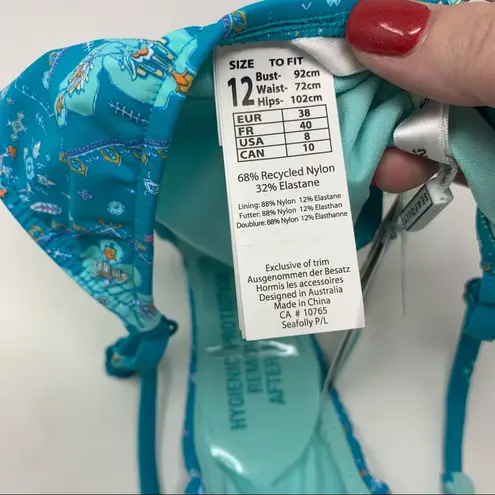 SIZE TO FIT
12 Bust- 92cm
Waist- 72cm
Hips- 102cm
EUR 38
FR 40
USA 8
CAN 10
68% Recycled Nylon
32% Elastane
Lining: 88% Nylon 12% Elastane
Futter: 88% Nylon 12% Elasthan
Doublure: 88% Nylon 12% Élasthanne
Exclusive of trim
Ausgenommen der Besatz
Hormis les accessoires
Designed in Australia
Made in China
CA # 10765
Seafolly P/L
SEAFOLLY
HYGIENIC
REM
AFTER